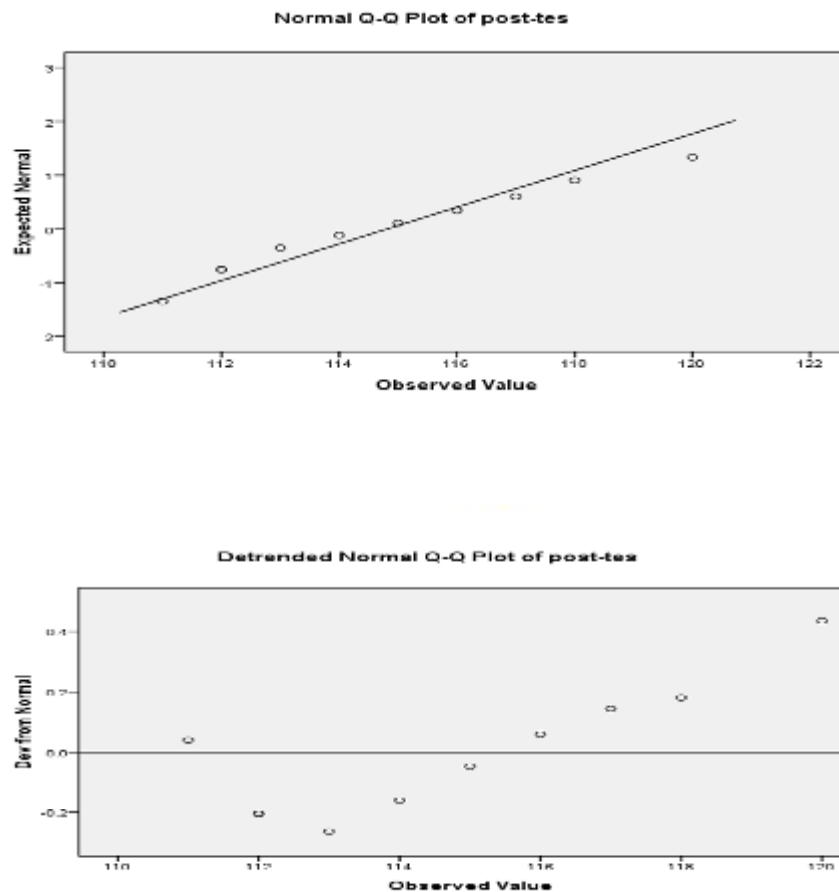 Normal Q-Q Plot of post-tes
3
2
1
0
-1
2
Expected Normal
110 112 114 116 118 120 122
Observed Value
Detrended Normal Q-Q Plot of post-tes
0.4
0.2
0.0
-0.2
Dev from Normal
110 112 114 116 118 120
Observed Value